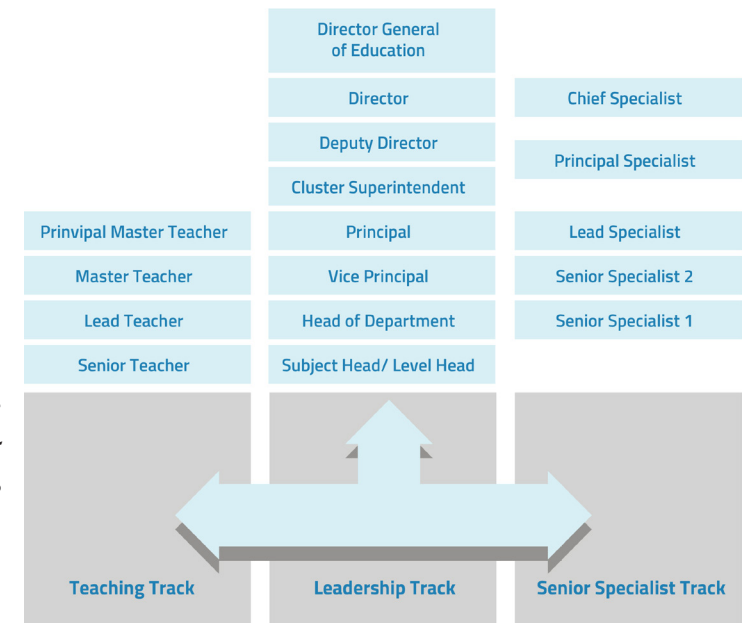 Director General
of Education
Director
Chief Specialist
Deputy Director
Principal Specialist
Cluster Superintendent
Prinvipal Master Teacher
Principal
Lead Specialist
Master Teacher
Vice Principal
Senior Specialist 2
Lead Teacher
Head of Department
Senior Specialist 1
Senior Teacher
Subject Head/ Level Head
Teaching Track
Leadership Track
Senior Specialist Track